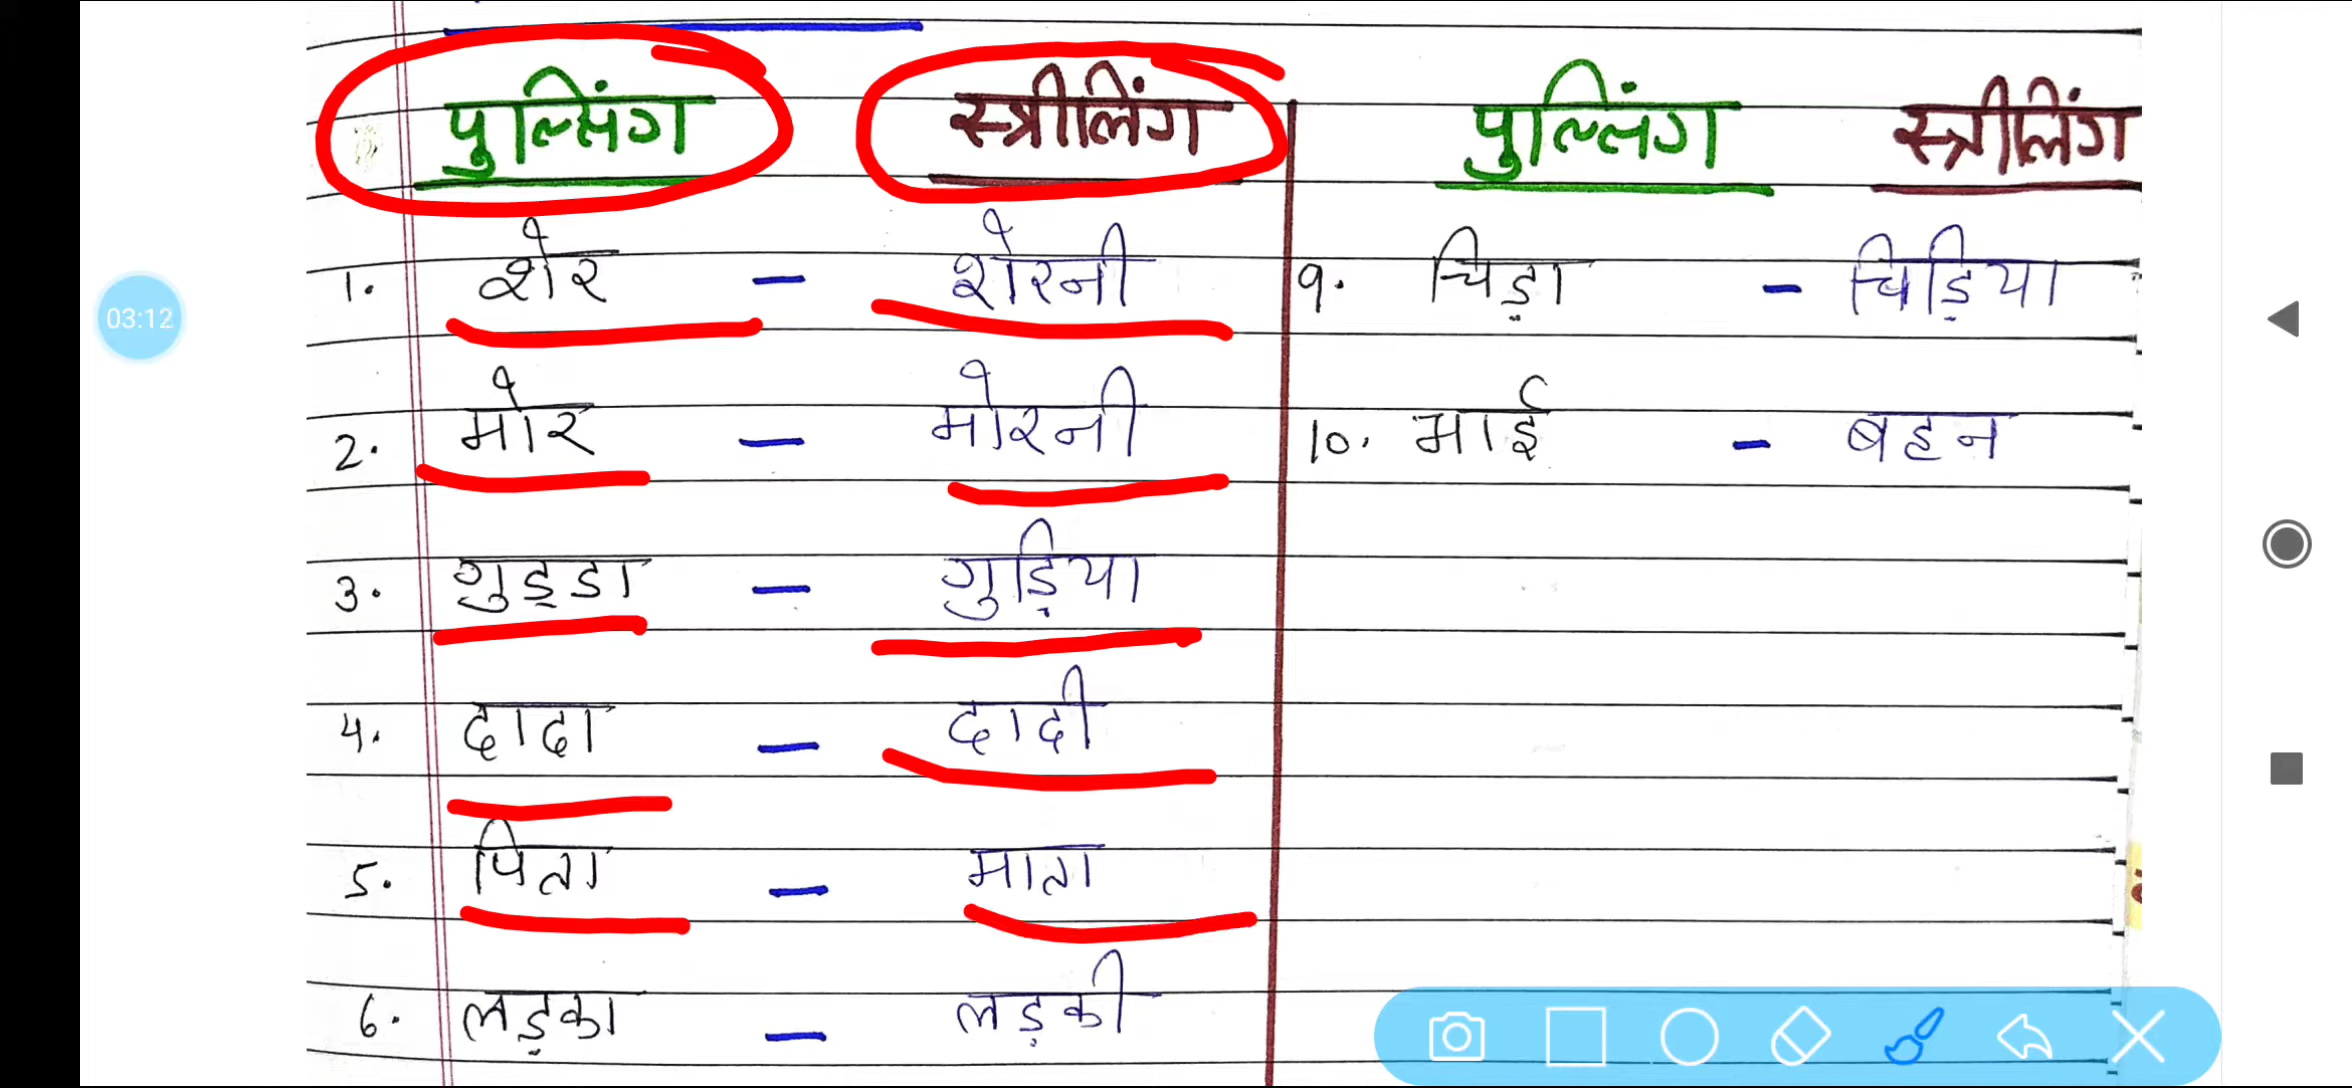 पुल्लिंग स्त्रीलिंग पुल्लिंग स्त्रीलिंग
1. शेर - शेरनी 9. चिड़ा - चिड़िया
03:12
2. मोर - मोरनी 10. भाई - बहन
3. गुड्डा - गुड़िया
4. दादा - दादी
5. पिता - माता
6. लड़का - लड़की